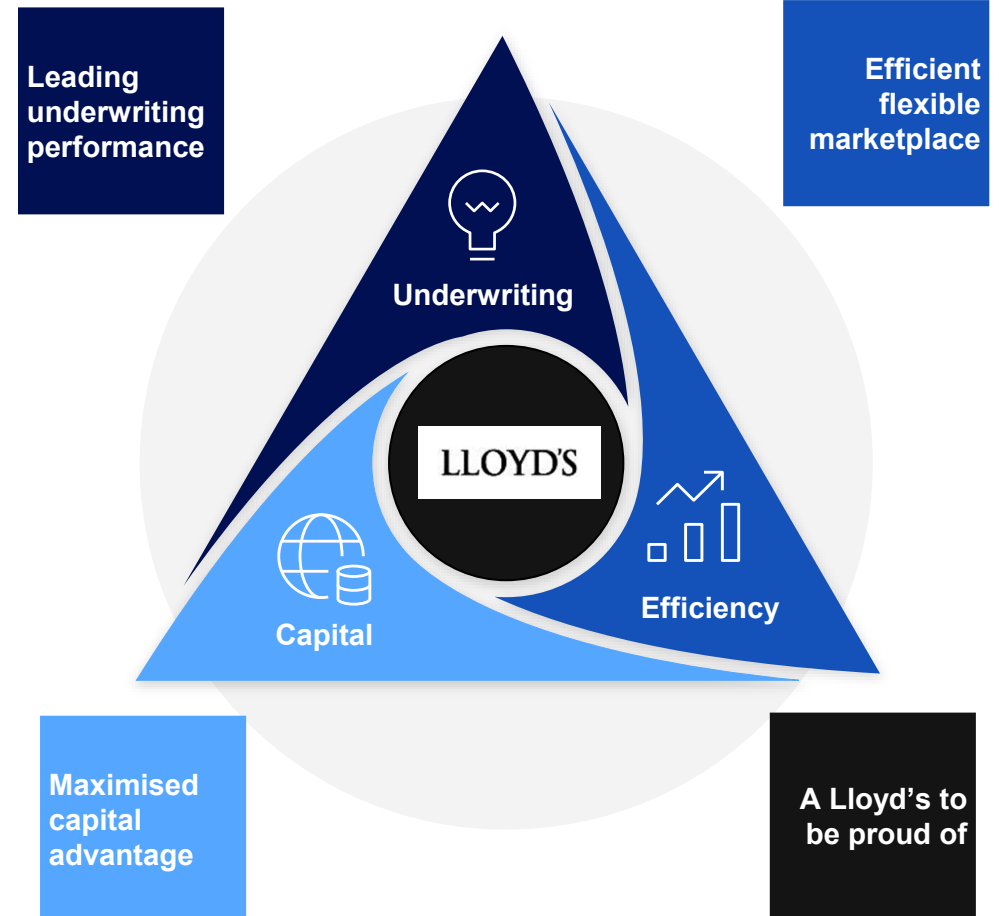 Leading
underwriting
performance
Efficient
flexible
marketplace
Underwriting
LLOYD'S
Efficiency
Capital
Maximised
capital
advantage
A Lloyd’s to
be proud of